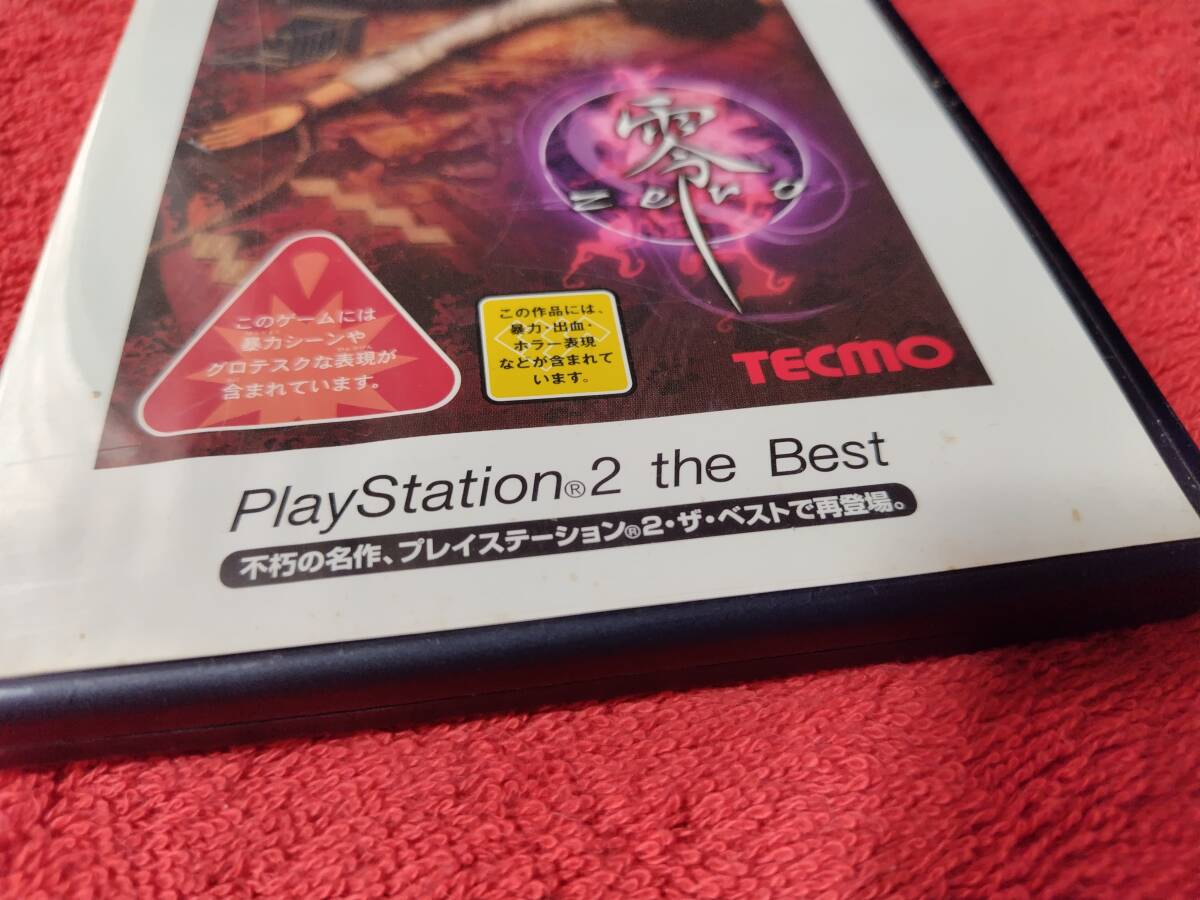 零
zero
このゲームには
暴力シーンや
グロテスクな表現が
含まれています。
この作品には、
暴力・出血・
ホラー表現
などが含まれて
います。
TECMO
PlayStation®2 the Best
不朽の名作、プレイステーション®2・ザ・ベストで再登場。